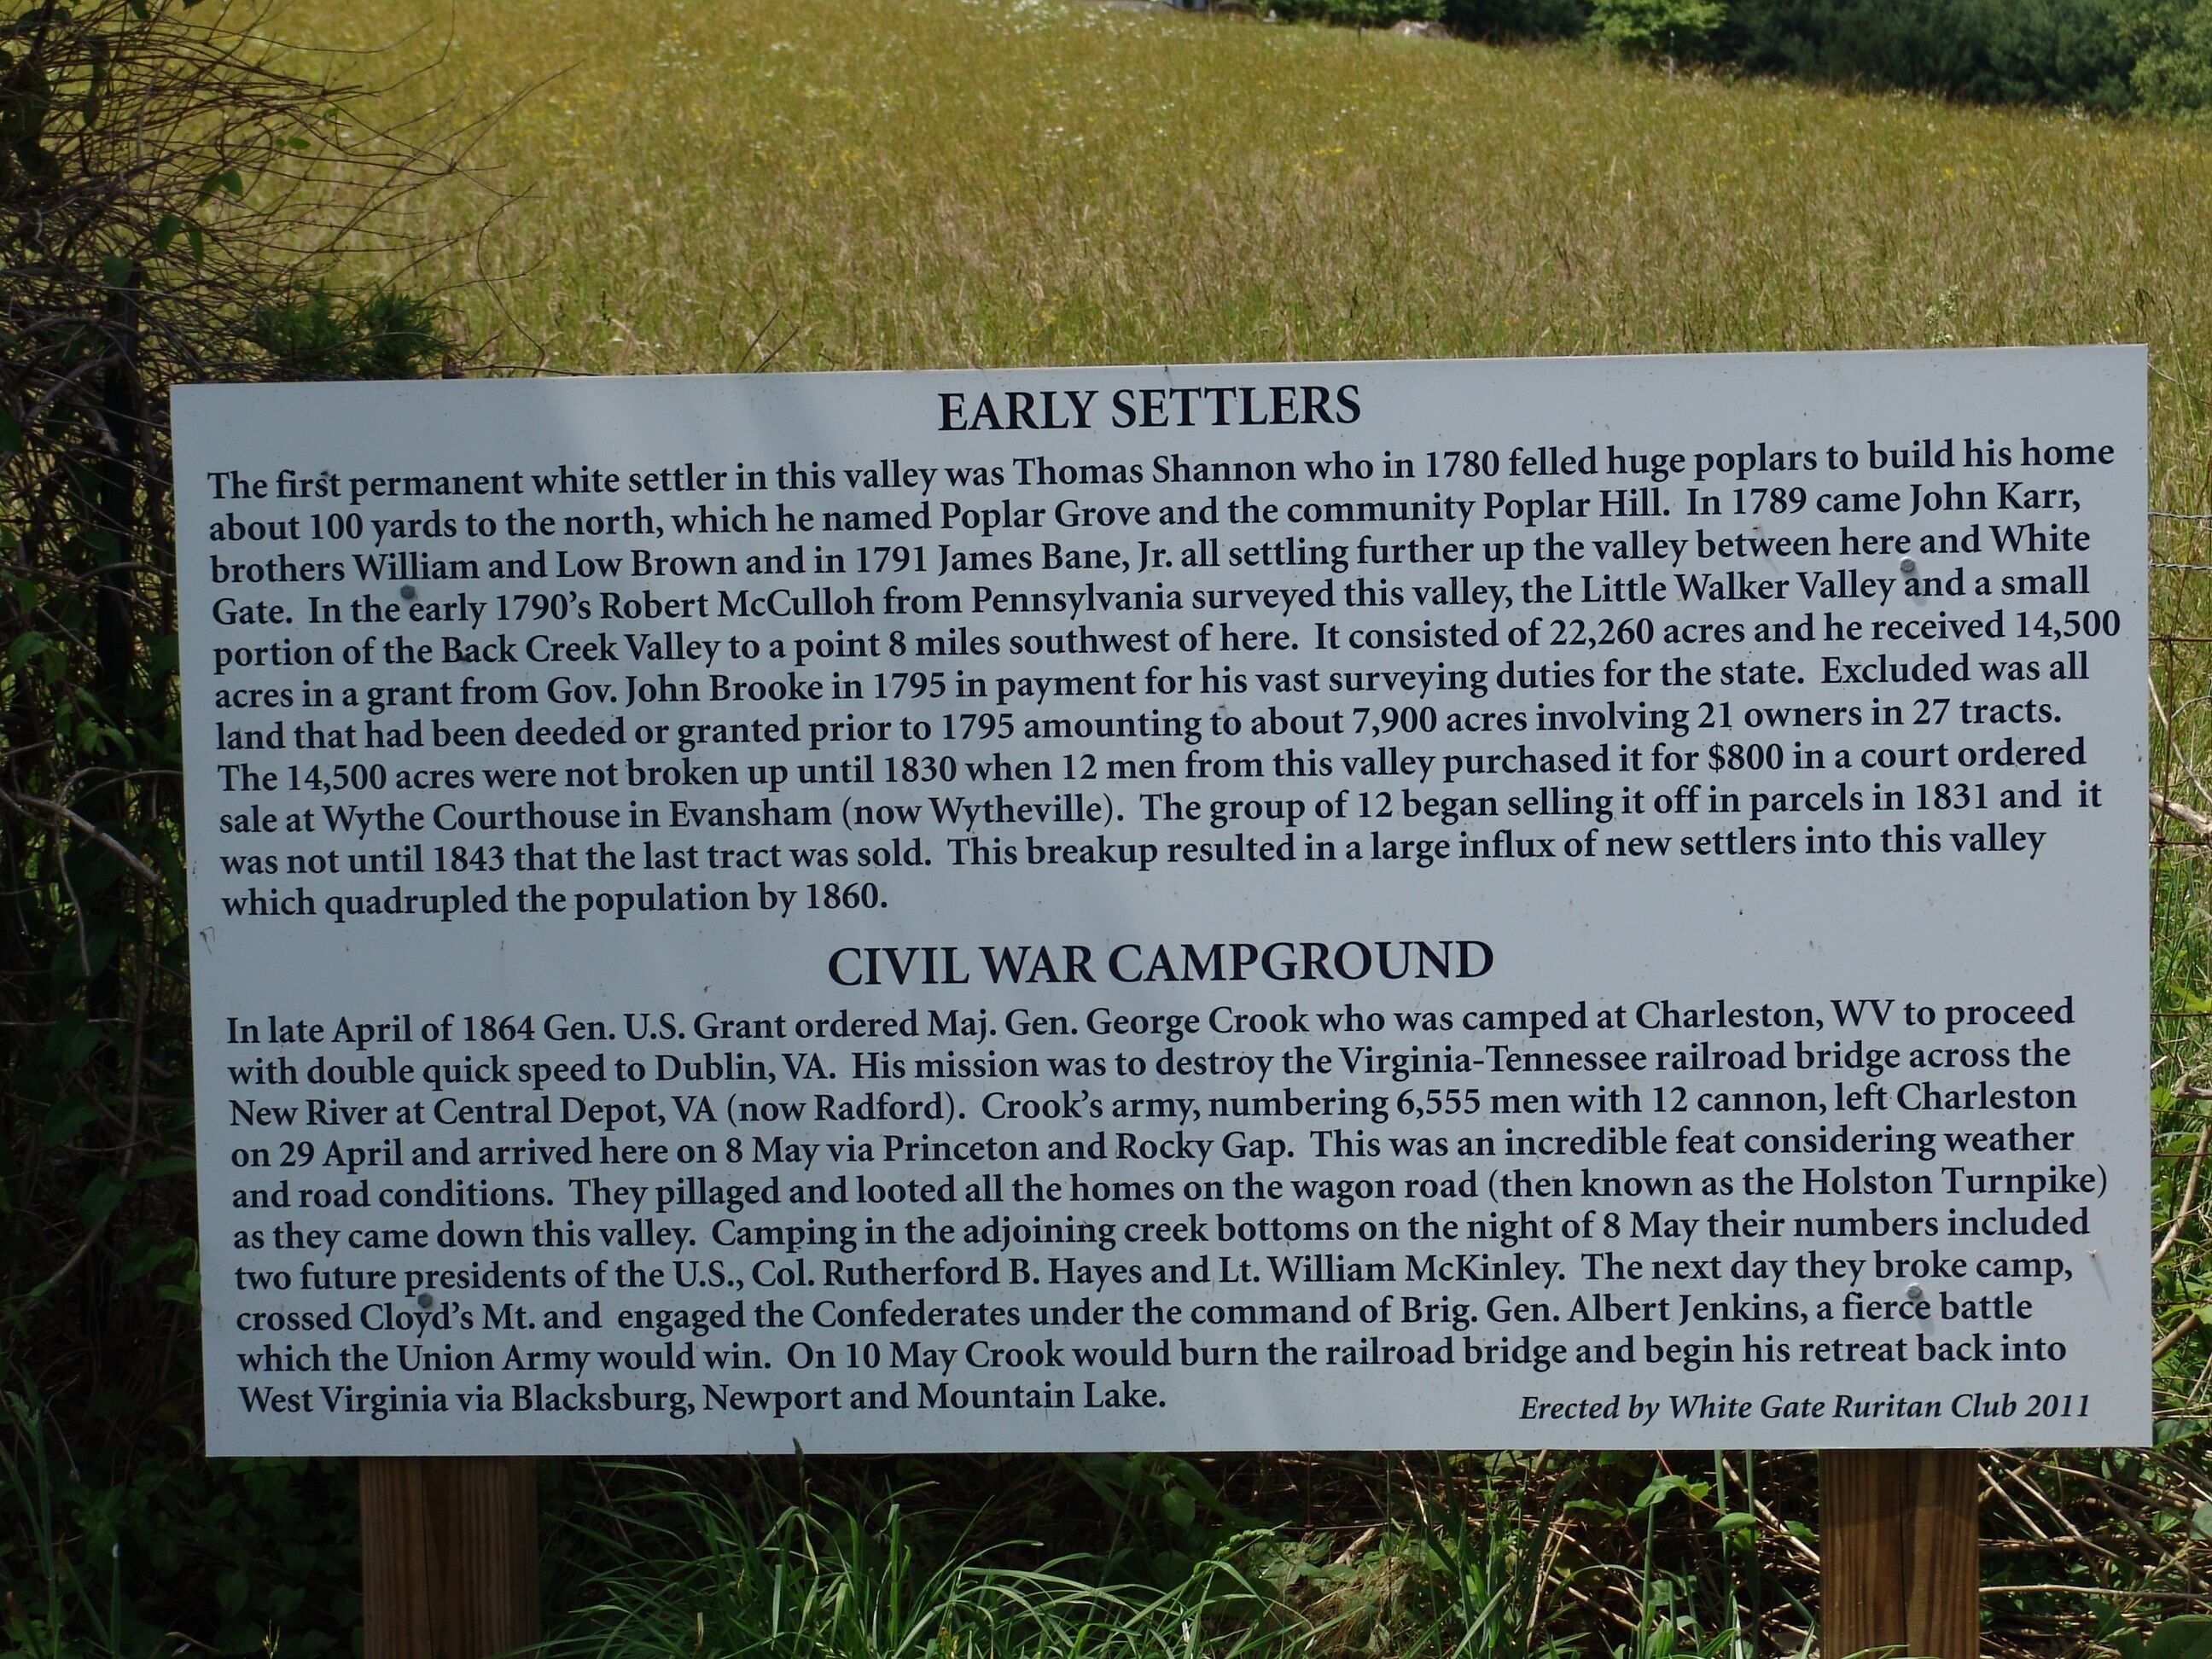 EARLY SETTLERS
The first permanent white settler in this valley was Thomas Shannon who in 1780 felled huge poplars to build his home
about 100 yards to the north, which he named Poplar Grove and the community Poplar Hill. In 1789 came John Karr,
brothers William and Low Brown and in 1791 James Bane, Jr. all settling further up the valley between here and White
Gate. In the early 1790's Robert McCulloh from Pennsylvania surveyed this valley, the Little Walker Valley and a small
portion of the Back Creek Valley to a point 8 miles southwest of here. It consisted of 22,260 acres and he received 14,500
acres in a grant from Gov. John Brooke in 1795 in payment for his vast surveying duties for the state. Excluded was all
land that had been deeded or granted prior to 1795 amounting to about 7,900 acres involving 21 owners in 27 tracts.
The 14,500 acres were not broken up until 1830 when 12 men from this valley purchased it for $800 in a court ordered
sale at Wythe Courthouse in Evansham (now Wytheville). The group of 12 began selling it off in parcels in 1831 and it
was not until 1843 that the last tract was sold. This breakup resulted in a large influx of new settlers into this valley
which quadrupled the population by 1860.
CIVIL WAR CAMPGROUND
In late April of 1864 Gen. U.S. Grant ordered Maj. Gen. George Crook who was camped at Charleston, WV to proceed
with double quick speed to Dublin, VA. His mission was to destroy the Virginia-Tennessee railroad bridge across the
New River at Central Depot, VA (now Radford). Crook's army, numbering 6,555 men with 12 cannon, left Charleston
on 29 April and arrived here on 8 May via Princeton and Rocky Gap. This was an incredible feat considering weather
and road conditions. They pillaged and looted all the homes on the wagon road (then known as the Holston Turnpike)
as they came down this valley. Camping in the adjoining creek bottoms on the night of 8 May their numbers included
two future presidents of the U.S., Col. Rutherford B. Hayes and Lt. William McKinley. The next day they broke camp,
crossed Cloyd's Mt. and engaged the Confederates under the command of Brig. Gen. Albert Jenkins, a fierce battle
which the Union Army would win. On 10 May Crook would burn the railroad bridge and begin his retreat back into
West Virginia via Blacksburg, Newport and Mountain Lake.
Erected by White Gate Ruritan Club 2011